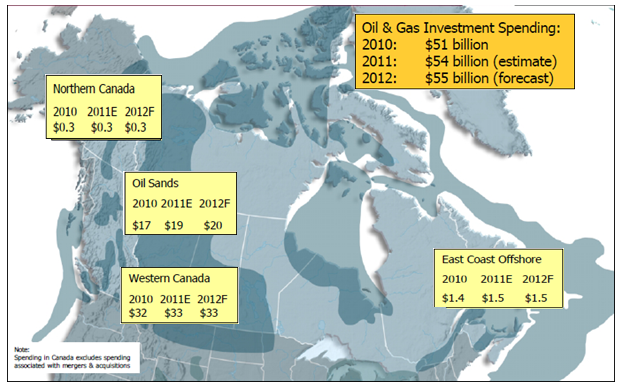 Oil & Gas Investment Spending:
2010: $51 billion
2011: $54 billion (estimate)
2012: $55 billion (forecast)
Northern Canada
2010 2011E 2012F
$0.3 $0.3 $0.3
Oil Sands
2010 2011E 2012F
$17 $19 $20
Western Canada
2010 2011E 2012F
$32 $33 $33
East Coast Offshore
2010 2011E 2012F
$1.4 $1.5 $1.5
Note:
Spending in Canada excludes spending
associated with mergers & acquisitions